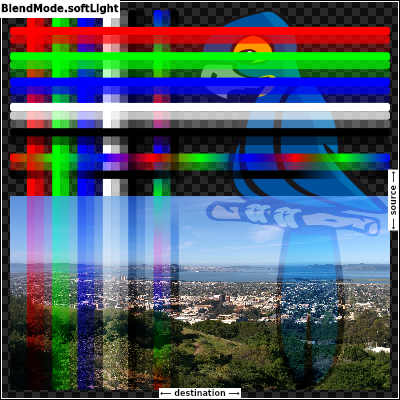 BlendMode.softLight
← source →
← destination →